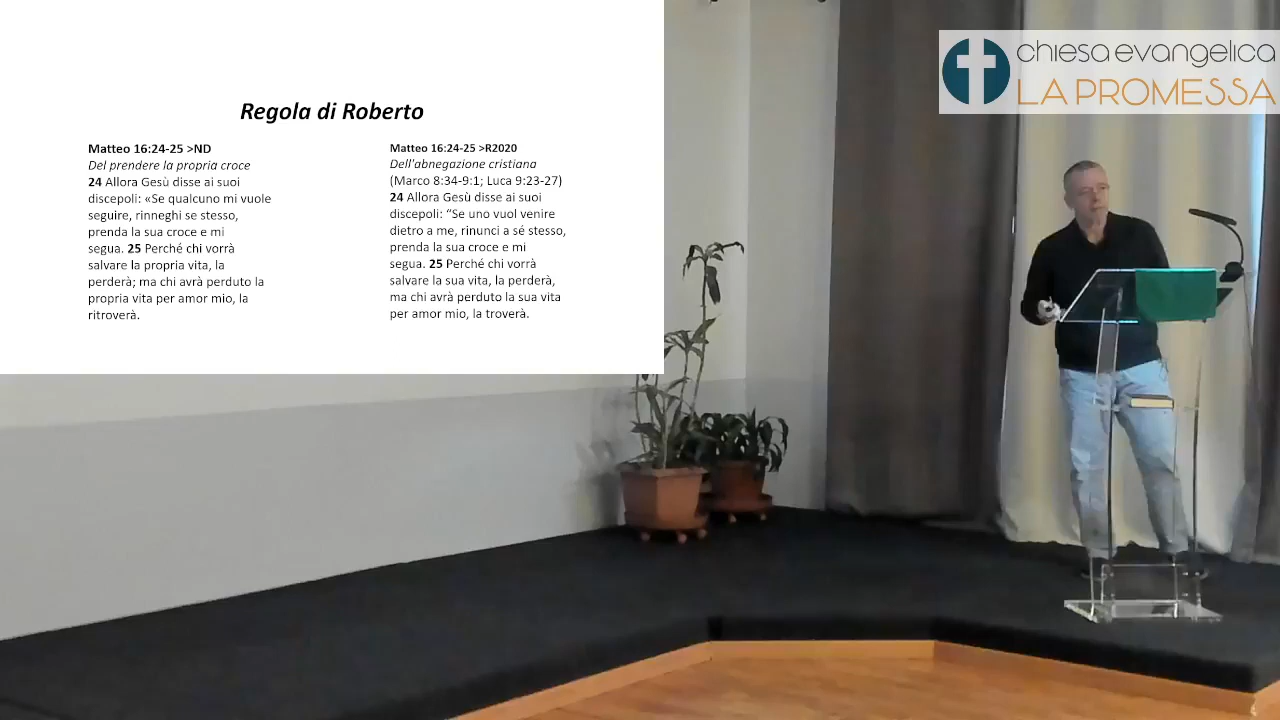 Regola di Roberto
Matteo 16:24-25 >ND
Del prendere la propria croce
24 Allora Gesù disse ai suoi
discepoli: «Se qualcuno mi vuole
seguire, rinneghi se stesso,
prenda la sua croce e mi
segua. 25 Perché chi vorrà
salvare la propria vita, la
perderà; ma chi avrà perduto la
propria vita per amor mio, la
ritroverà.
Matteo 16:24-25 >R2020
Dell'abnegazione cristiana
(Marco 8:34-9:1; Luca 9:23-27)
24 Allora Gesù disse ai suoi
discepoli: "Se uno vuol venire
dietro a me, rinunci a sé stesso,
prenda la sua croce e mi
segua. 25 Perché chi vorrà
salvare la sua vita, la perderà,
ma chi avrà perduto la sua vita
per amor mio, la troverà.
chiesa evangelica
LA PROMESSA